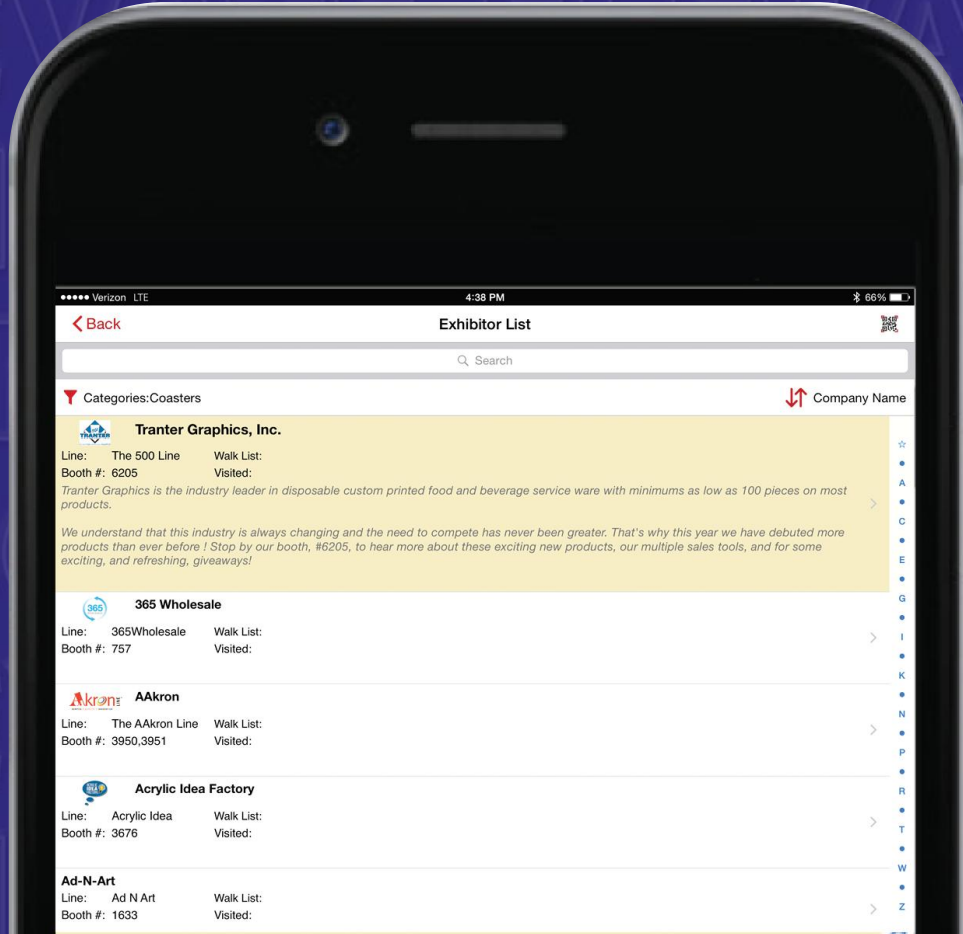 Verizon LTE
4:38 PM
66%
Back
Exhibitor List
Search
Categories:Coasters
Company Name
TRANTER
Tranter Graphics, Inc.
Line: The 500 Line Walk List:
Booth #: 6205 Visited:
Tranter Graphics is the industry leader in disposable custom printed food and beverage service ware with minimums as low as 100 pieces on most
products.
We understand that this industry is always changing and the need to compete has never been greater. That's why this year we have debuted more
products than ever before ! Stop by our booth, #6205, to hear more about these exciting new products, our multiple sales tools, and for some
exciting, and refreshing, giveaways!
365
365 Wholesale
Line: 365Wholesale Walk List:
Booth #: 757 Visited:
Akron
AAkron
Line: The AAkron Line Walk List:
Booth #: 3950,3951 Visited:
Acrylic Idea Factory
Line: Acrylic Idea Walk List:
Booth #: 3676 Visited:
Ad-N-Art
Line: Ad N Art Walk List:
Booth #: 1633 Visited:
A
C
E
G
I
K
N
P
R
T
W
Z